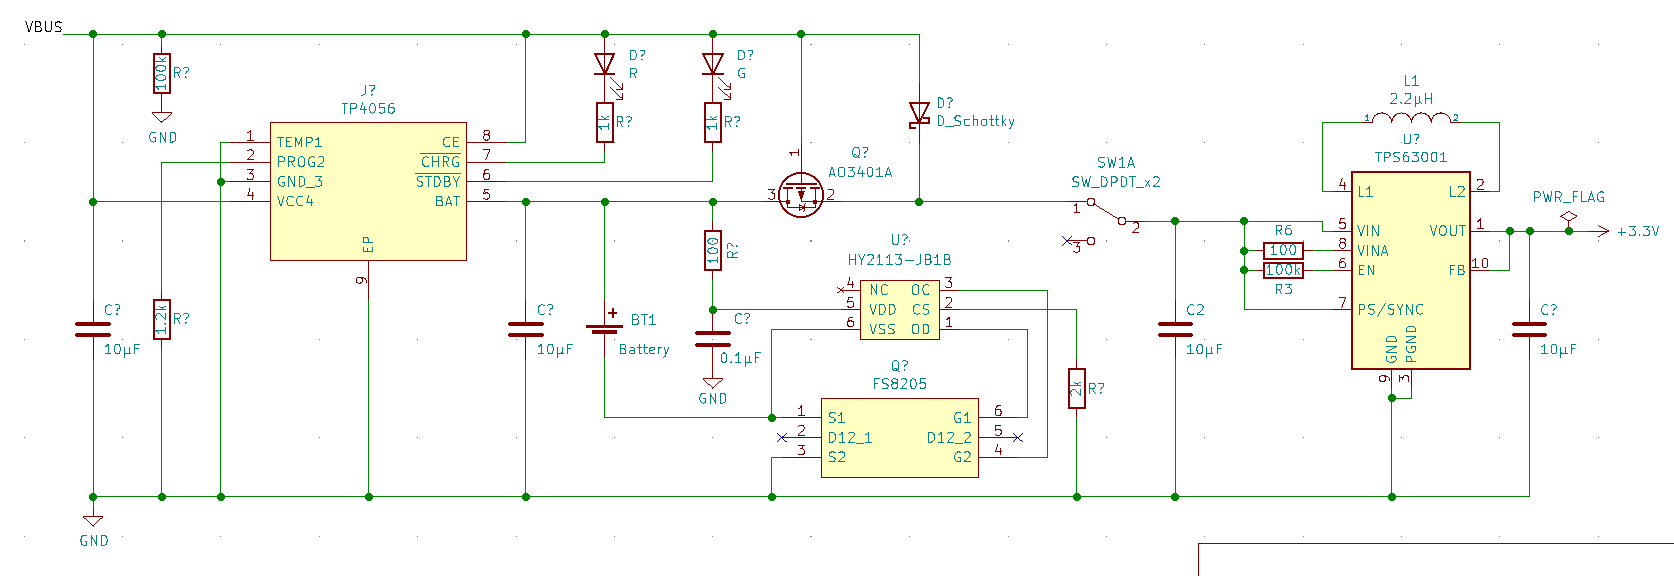 VBUS
100k
R?
GND
J?
TP4056
1 TEMP1
2 PROG2
3 GND_3
4 VCC4
CE 8
CHRG 7
STDBY 6
BAT 5
EP
9
D?
R
1k
R?
D?
G
1k
R?
D?
D_Schottky
Q?
AO3401A
1
3
2
SW1A
SW_DPDT_x2
1
2
3
L1
2.2µH
1
2
U?
TPS63001
4 L1
L2 2
5 VIN
8 VINA
6 EN
7 PS/SYNC
VOUT 1
FB 10
GND
PGND
9
3
PWR_FLAG
+3.3V
R6
100
100k
R3
C?
10µF
1.2k
R?
C?
10µF
BT1
+
Battery
100
R?
C?
0.1µF
GND
U?
HY2113-JB1B
4 NC
5 VDD
6 VSS
OC 3
CS 2
OD 1
Q?
FS8205
1 S1
2 D12_1
3 S2
G1 6
D12_2 5
G2 4
2k
R?
C2
10µF
C?
10µF
GND